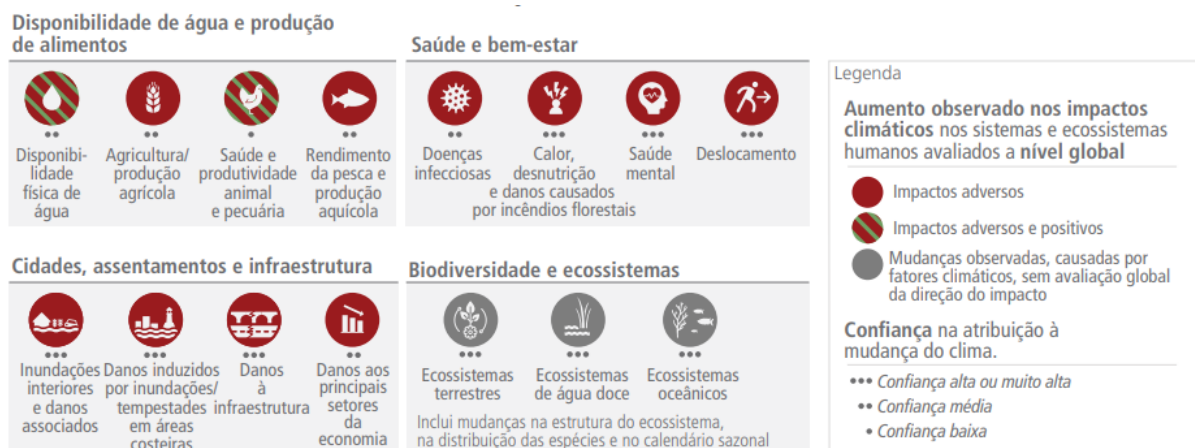 Disponibilidade de água e produção
de alimentos
Disponibi-
lidade
física de
água
Agricultura/
produção
agrícola
Saúde e
produtividade
animal
e pecuária
Rendimento
da pesca e
produção
aquícola
Saúde e bem-estar
Doenças
infecciosas
Calor,
desnutrição
e danos causados
por incêndios florestais
Saúde
mental
Deslocamento
Cidades, assentamentos e infraestrutura
Inundações
interiores
e danos
associados
Danos induzidos
por inundações/
tempestades
em áreas
costeiras
Danos
à
infraestrutura
Danos aos
principais
setores
da
economia
Biodiversidade e ecossistemas
Ecossistemas
terrestres
Ecossistemas
de água doce
Ecossistemas
oceânicos
Inclui mudanças na estrutura do ecossistema,
na distribuição das espécies e no calendário sazonal
Legenda
Aumento observado nos impactos
climáticos nos sistemas e ecossistemas
humanos avaliados a nível global
Impactos adversos
Impactos adversos e positivos
Mudanças observadas, causadas por
fatores climáticos, sem avaliação global
da direção do impacto
Confiança na atribuição à
mudança do clima.
••• Confiança alta ou muito alta
•• Confiança média
• Confiança baixa